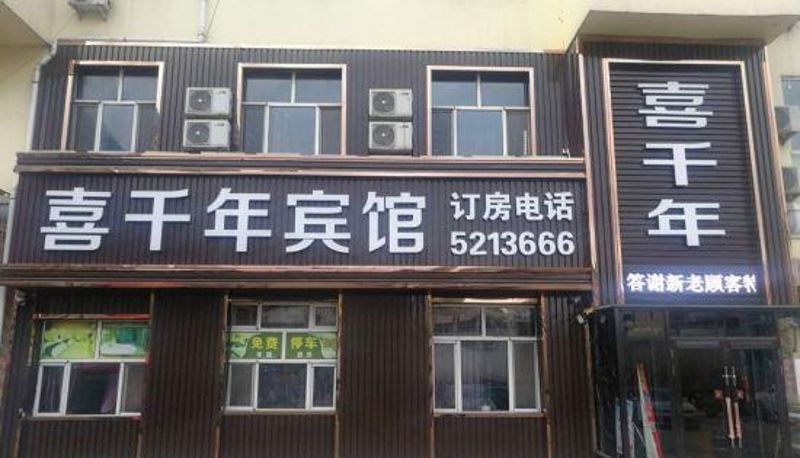 喜千年宾馆
订房电话
5213666
喜千年
答谢新老顾客
免费 停车